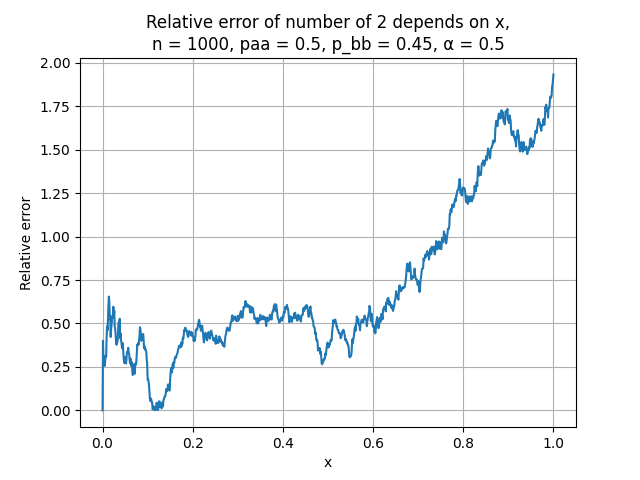 Relative error of number of 2 depends on x,
n = 1000, paa = 0.5, p_bb = 0.45, α = 0.5
2.00
1.75
1.50
1.25
1.00
0.75
0.50
0.25
0.00
Relative error
0.0 0.2 0.4 0.6 0.8 1.0
x